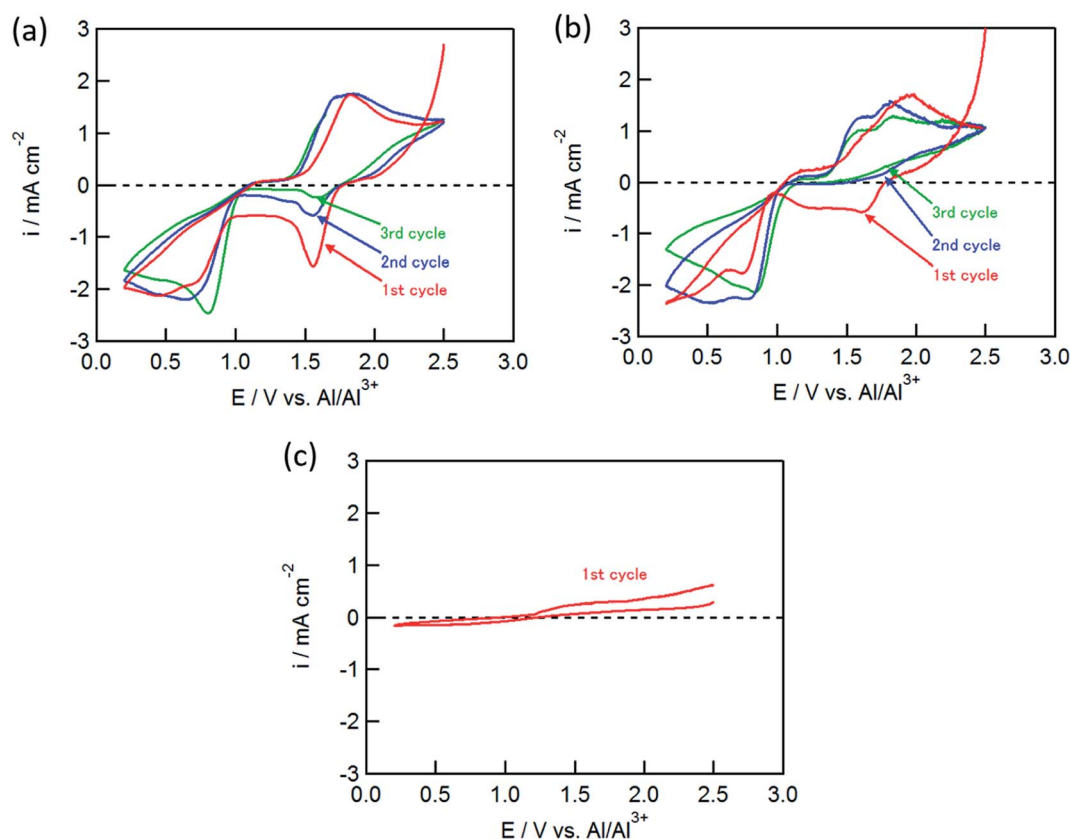 (a)
3
2
1
0
-1
-2
-3
i / mA cm⁻²
3rd cycle
2nd cycle
1st cycle
0.0 0.5 1.0 1.5 2.0 2.5 3.0
E / V vs. Al/Al³⁺
(b)
3
2
1
0
-1
-2
-3
i / mA cm⁻²
3rd cycle
2nd cycle
1st cycle
0.0 0.5 1.0 1.5 2.0 2.5 3.0
E / V vs. Al/Al³⁺
(c)
3
2
1
0
-1
-2
-3
i / mA cm⁻²
1st cycle
0.0 0.5 1.0 1.5 2.0 2.5 3.0
E / V vs. Al/Al³⁺